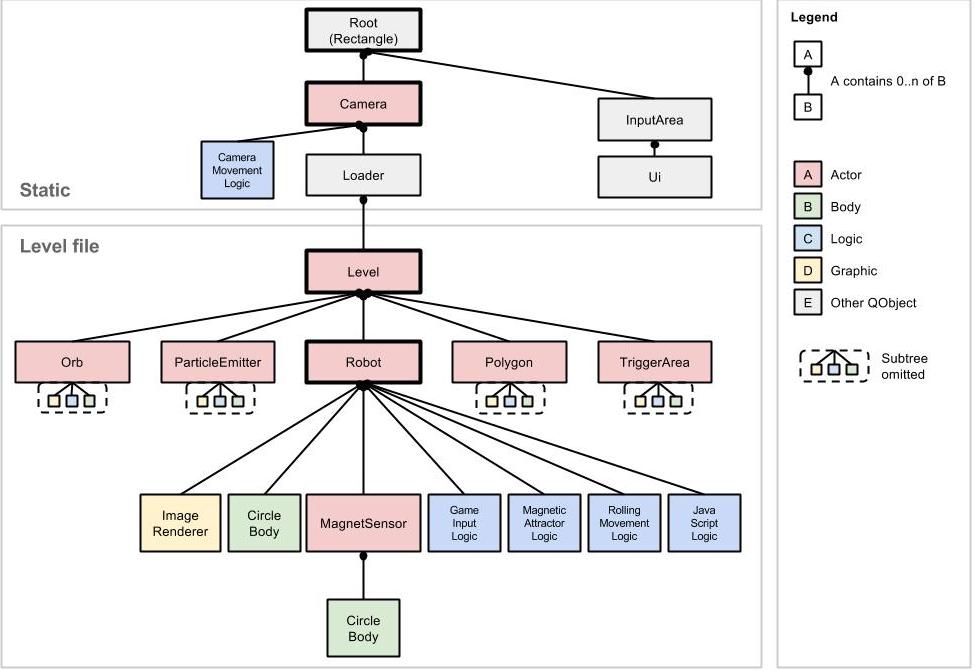 Root
(Rectangle)
Camera
InputArea
Camera
Movement
Logic
Loader
Ui
Static
Level file
Level
Orb
ParticleEmitter
Robot
Polygon
TriggerArea
Image
Renderer
Circle
Body
MagnetSensor
Game
Input
Logic
Magnetic
Attractor
Logic
Rolling
Movement
Logic
Java
Script
Logic
Circle
Body
Legend
A
A contains 0..n of B
B
A Actor
B Body
C Logic
D Graphic
E Other QObject
Subtree
omitted